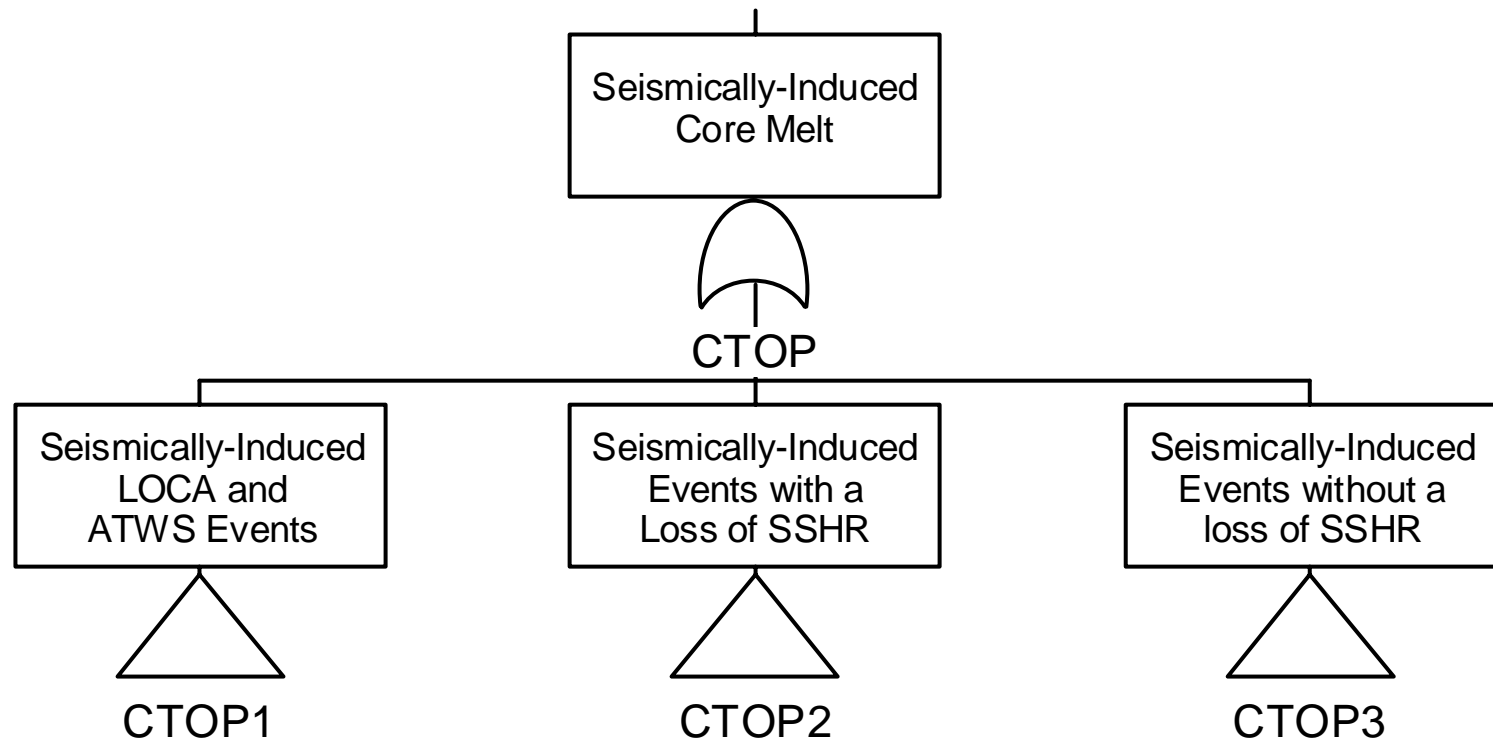 Seismically-Induced
Core Melt
CTOP
Seismically-Induced
LOCA and
ATWS Events
Seismically-Induced
Events with a
Loss of SSHR
Seismically-Induced
Events without a
loss of SSHR
CTOP1
CTOP2
CTOP3